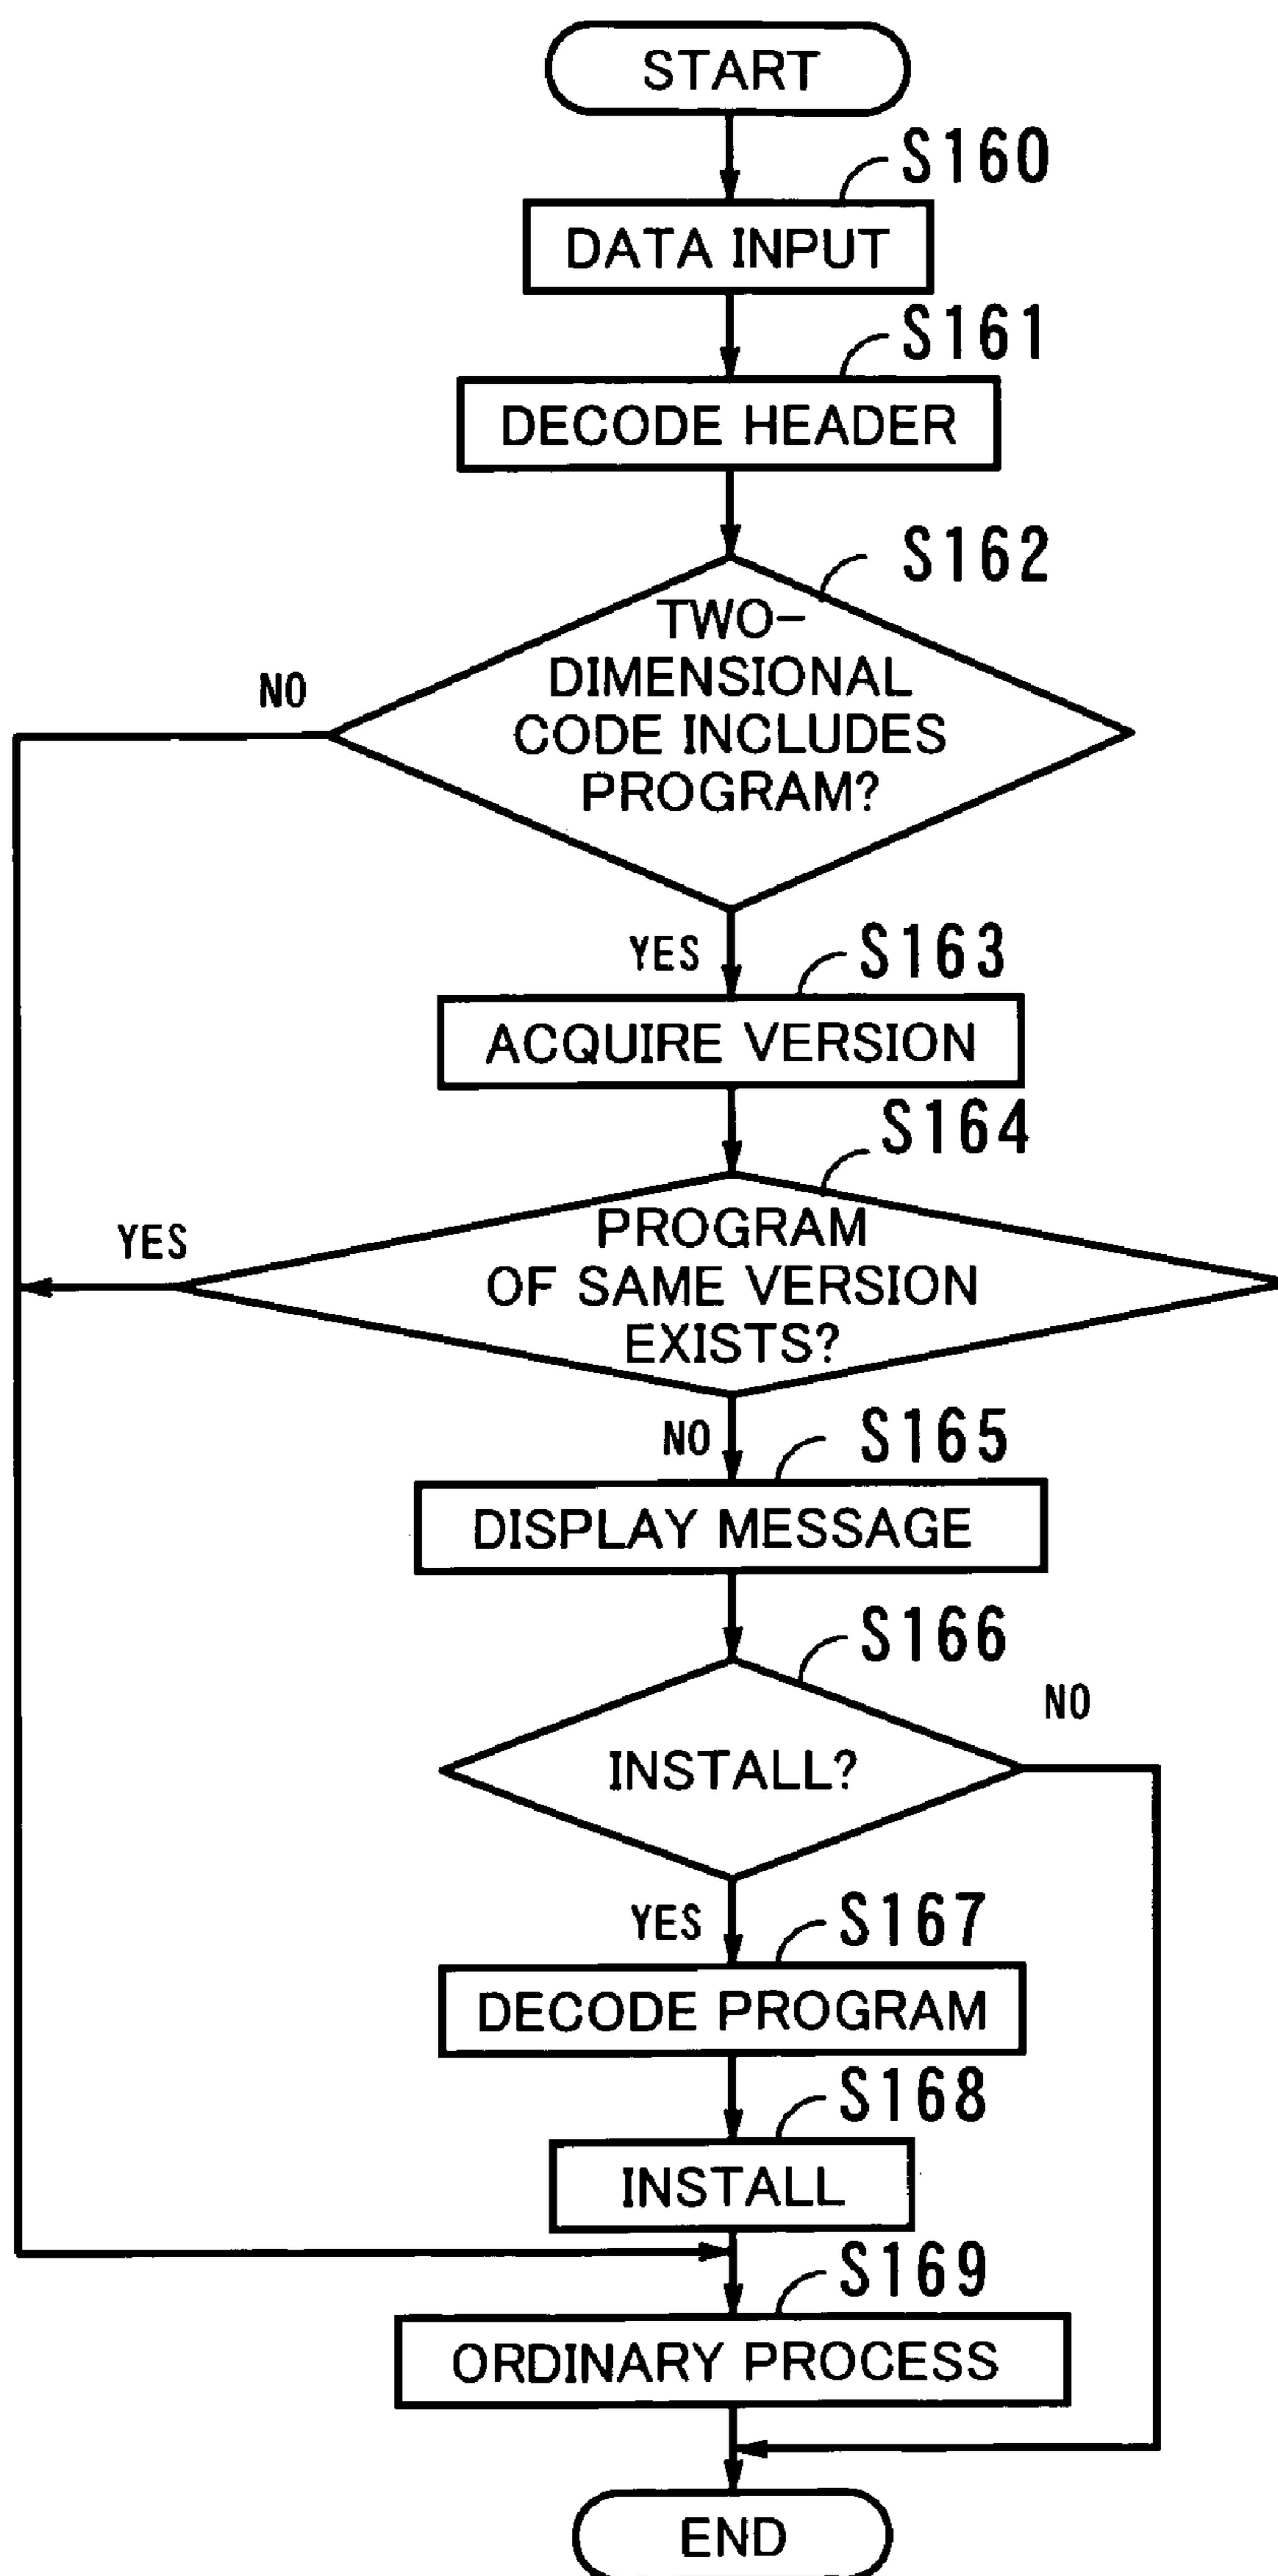 START
S160
DATA INPUT
S161
DECODE HEADER
S162
TWO-
DIMENSIONAL
CODE INCLUDES
PROGRAM?
NO
YES
S163
ACQUIRE VERSION
S164
PROGRAM
OF SAME VERSION
EXISTS?
YES
NO
S165
DISPLAY MESSAGE
S166
INSTALL?
NO
YES
S167
DECODE PROGRAM
S168
INSTALL
S169
ORDINARY PROCESS
END